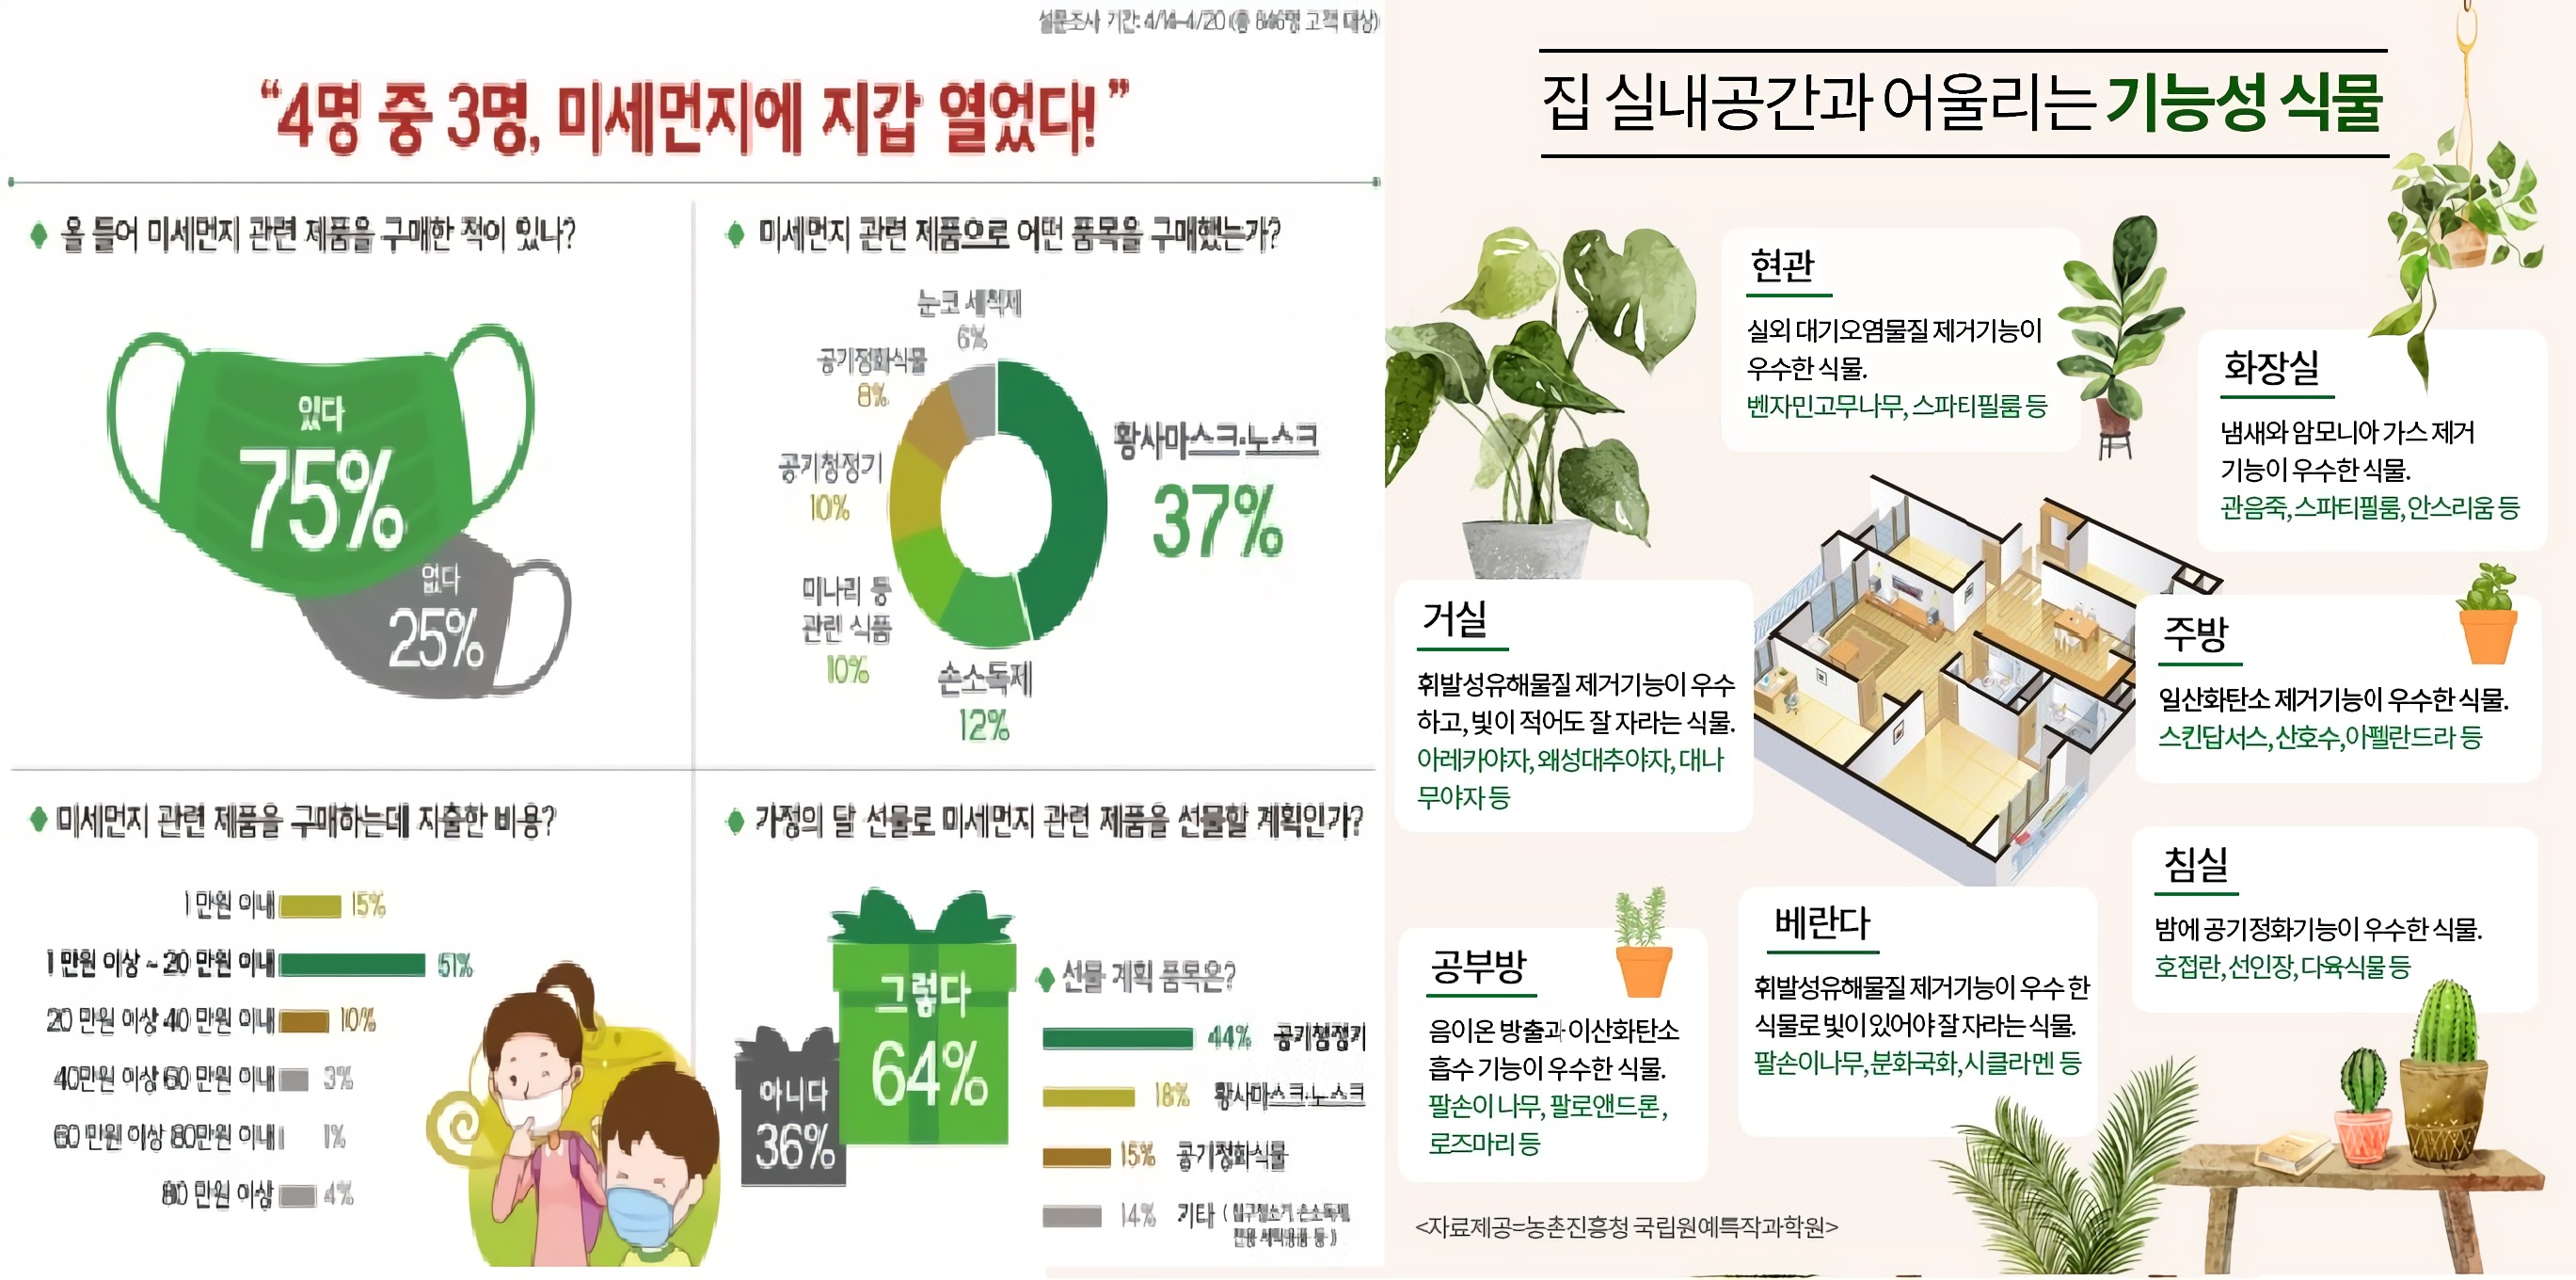 설문조사 기간: 4/14~4/20 (총 846명 고객 대상)
“4명 중 3명, 미세먼지에 지갑 열었다!”
올 들어 미세먼지 관련 제품을 구매한 적이 있나?
있다
75%
없다
25%
미세먼지 관련 제품으로 어떤 품목을 구매했는가?
눈·코 세척제
6%
공기정화식물
8%
공기청정기
10%
미나리 등
관련 식품
10%
손소독제
12%
황사마스크·노스크
37%
미세먼지 관련 제품을 구매하는데 지출한 비용?
1 만원 이내 15%
1 만원 이상 ~ 20 만원 이내 51%
20 만원 이상 40 만원 이내 10%
40만원 이상 60 만원 이내 3%
60 만원 이상 80만원 이내 1%
80 만원 이상 4%
가정의 달 선물로 미세먼지 관련 제품을 선물할 계획인가?
그렇다
64%
아니다
36%
선물 계획 품목은?
44% 공기청정기
18% 황사마스크·노스크
15% 공기정화식물
14% 기타
집 실내공간과 어울리는 기능성 식물
현관
실외 대기오염물질 제거기능이
우수한 식물.
벤자민고무나무, 스파티필룸 등
화장실
냄새와 암모니아 가스 제거
기능이 우수한 식물.
관음죽, 스파티필룸, 안스리움 등
거실
휘발성유해물질 제거기능이 우수
하고, 빛이 적어도 잘 자라는 식물.
아레카야자, 왜성대추야자, 대나
무야자 등
주방
일산화탄소 제거기능이 우수한 식물.
스킨답서스, 산호수,아펠란드라 등
침실
밤에 공기정화기능이 우수한 식물.
호접란, 선인장, 다육식물 등
공부방
음이온 방출과 이산화탄소
흡수 기능이 우수한 식물.
팔손이 나무, 팔로앤드론,
로즈마리 등
베란다
휘발성유해물질 제거기능이 우수 한
식물로 빛이 있어야 잘 자라는 식물.
팔손이나무,분화국화,시클라멘 등
<자료제공=농촌진흥청 국립원예특작과학원>